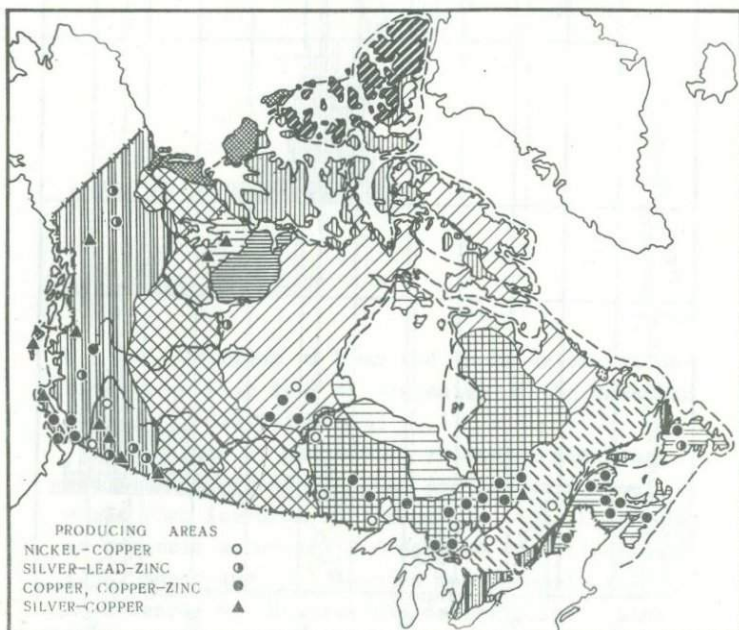 PRODUCING AREAS
NICKEL-COPPER
SILVER-LEAD-ZINC
COPPER, COPPER-ZINC
SILVER-COPPER